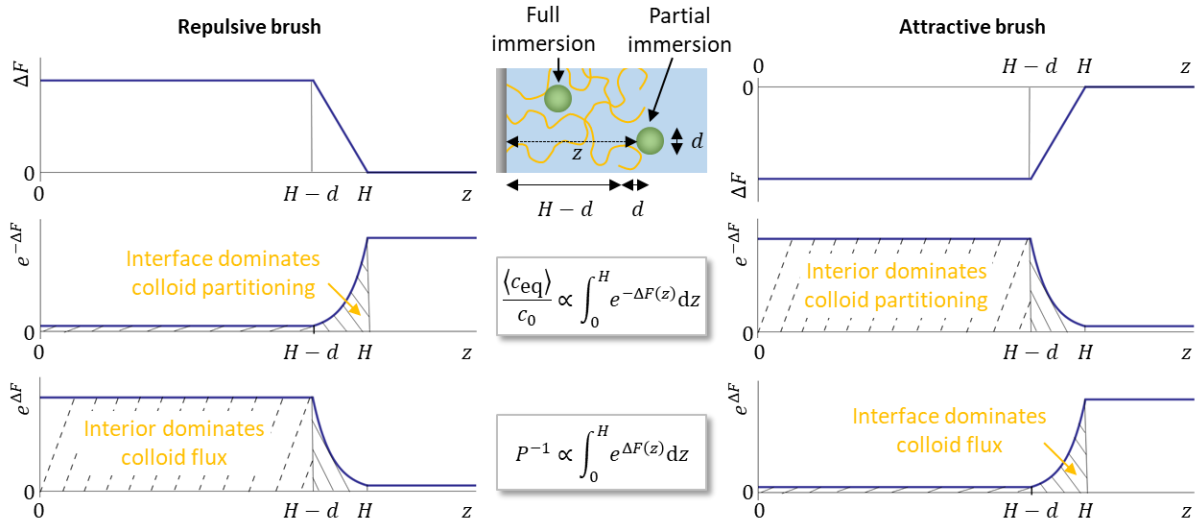 Repulsive brush
ΔF
0
0
H − d
H
z
e^{−ΔF}
Interface dominates
colloid partitioning
0
0
H − d
H
z
e^{ΔF}
Interior dominates
colloid flux
0
0
H − d
H
z
Full
immersion
Partial
immersion
z
d
H − d
d
⟨c_eq⟩/c_0 ∝ ∫_0^H e^{−ΔF(z)}dz
P^{−1} ∝ ∫_0^H e^{ΔF(z)}dz
Attractive brush
0
H − d
H
z
0
ΔF
e^{−ΔF}
Interior dominates
colloid partitioning
0
0
H − d
H
z
e^{ΔF}
Interface dominates
colloid flux
0
0
H − d
H
z